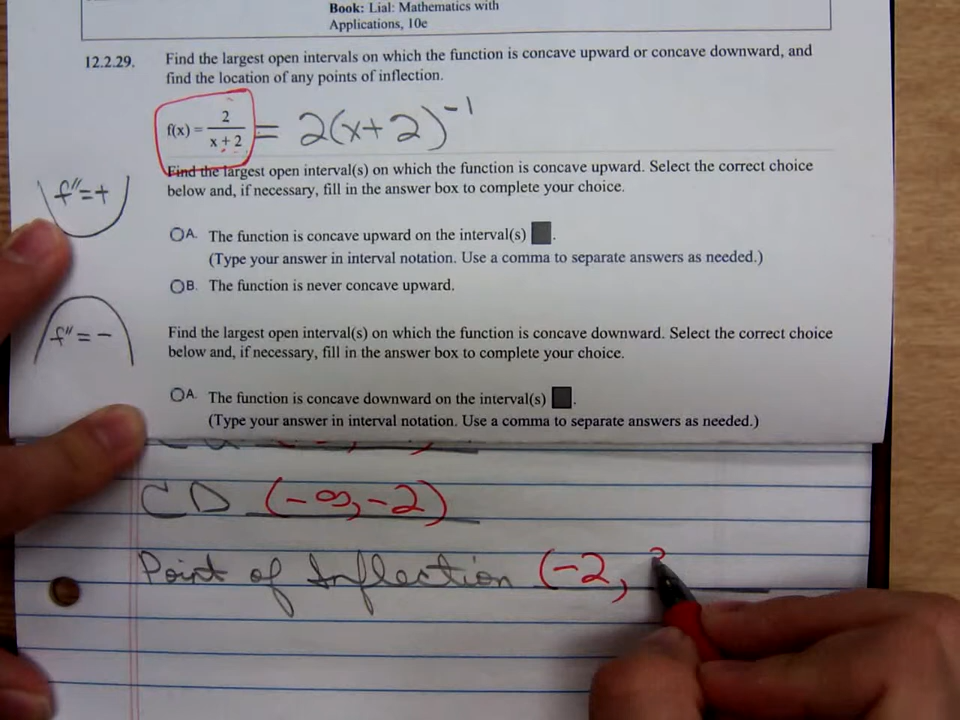 Book: Lial: Mathematics with
Applications, 10e
12.2.29. Find the largest open intervals on which the function is concave upward or concave downward, and
find the location of any points of inflection.
f(x) = 2/(x + 2) = 2(x+2)^-1
Find the largest open interval(s) on which the function is concave upward. Select the correct choice
below and, if necessary, fill in the answer box to complete your choice.
f"=+
A. The function is concave upward on the interval(s) .
(Type your answer in interval notation. Use a comma to separate answers as needed.)
B. The function is never concave upward.
f"=-
Find the largest open interval(s) on which the function is concave downward. Select the correct choice
below and, if necessary, fill in the answer box to complete your choice.
A. The function is concave downward on the interval(s) .
(Type your answer in interval notation. Use a comma to separate answers as needed.)
CD (-∞,-2)
Point of Inflection (-2,